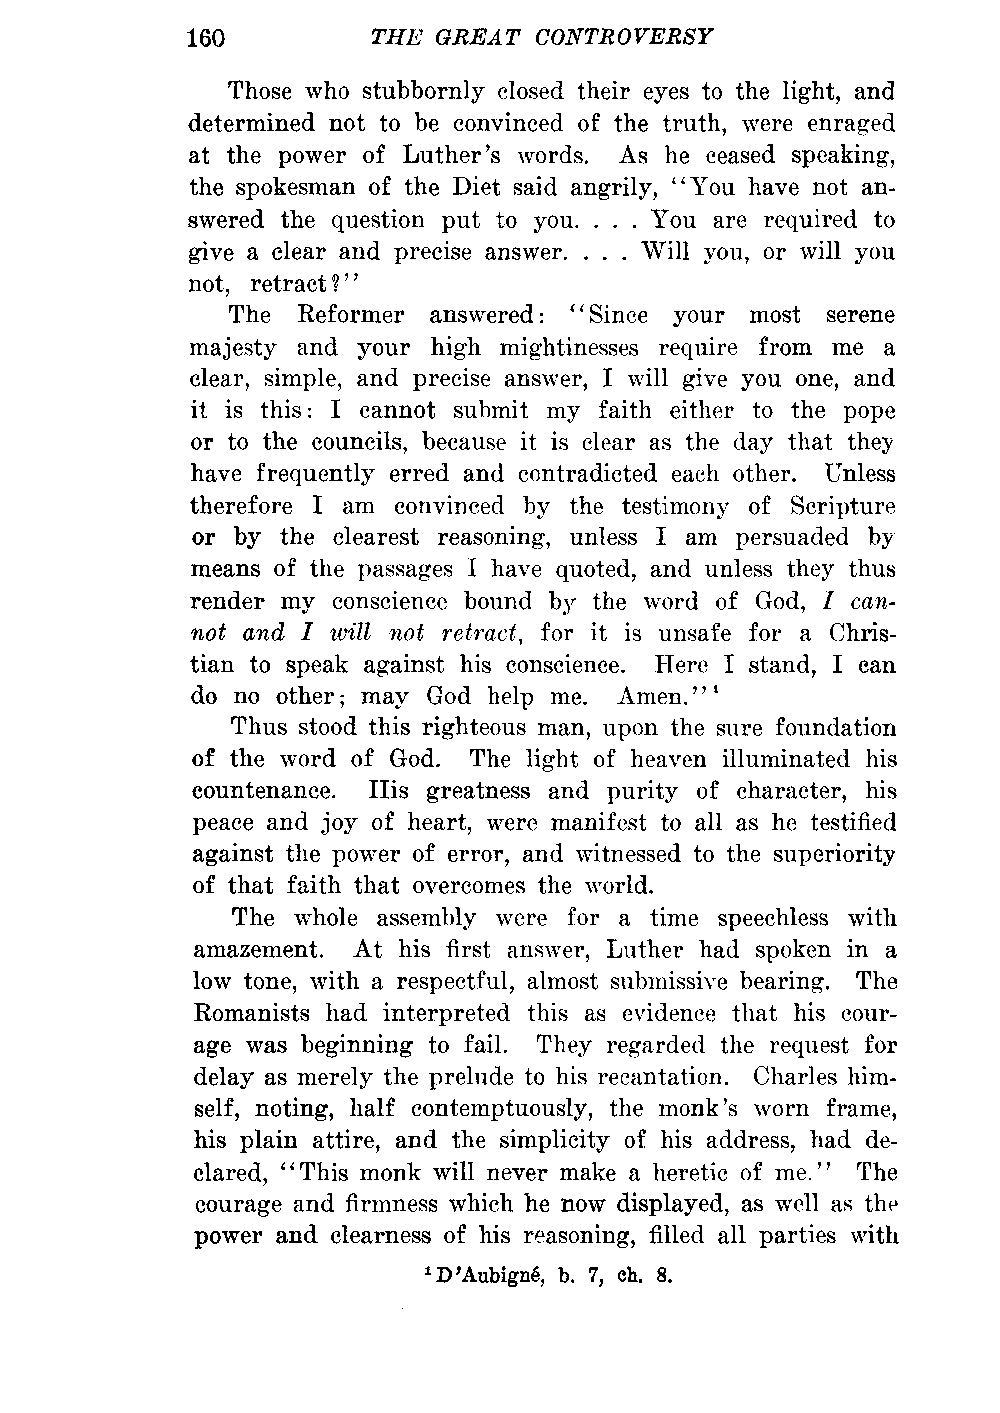 160 THE GREAT CONTROVERSY
Those who stubbornly closed their eyes to the light, and
determined not to be convinced of the truth, were enraged
at the power of Luther's words. As he ceased speaking,
the spokesman of the Diet said angrily, "You have not an-
swered the question put to you. . . . You are required to
give a clear and precise answer. . . . Will you, or will you
not, retract?"
The Reformer answered: "Since your most serene
majesty and your high mightinesses require from me a
clear, simple, and precise answer, I will give you one, and
it is this: I cannot submit my faith either to the pope
or to the councils, because it is clear as the day that they
have frequently erred and contradicted each other. Unless
therefore I am convinced by the testimony of Scripture
or by the clearest reasoning, unless I am persuaded by
means of the passages I have quoted, and unless they thus
render my conscience bound by the word of God, I can-
not and I will not retract, for it is unsafe for a Chris-
tian to speak against his conscience. Here I stand, I can
do no other; may God help me. Amen."¹
Thus stood this righteous man, upon the sure foundation
of the word of God. The light of heaven illuminated his
countenance. His greatness and purity of character, his
peace and joy of heart, were manifest to all as he testified
against the power of error, and witnessed to the superiority
of that faith that overcomes the world.
The whole assembly were for a time speechless with
amazement. At his first answer, Luther had spoken in a
low tone, with a respectful, almost submissive bearing. The
Romanists had interpreted this as evidence that his cour-
age was beginning to fail. They regarded the request for
delay as merely the prelude to his recantation. Charles him-
self, noting, half contemptuously, the monk's worn frame,
his plain attire, and the simplicity of his address, had de-
clared, "This monk will never make a heretic of me." The
courage and firmness which he now displayed, as well as the
power and clearness of his reasoning, filled all parties with
¹ D'Aubigné, b. 7, ch. 8.